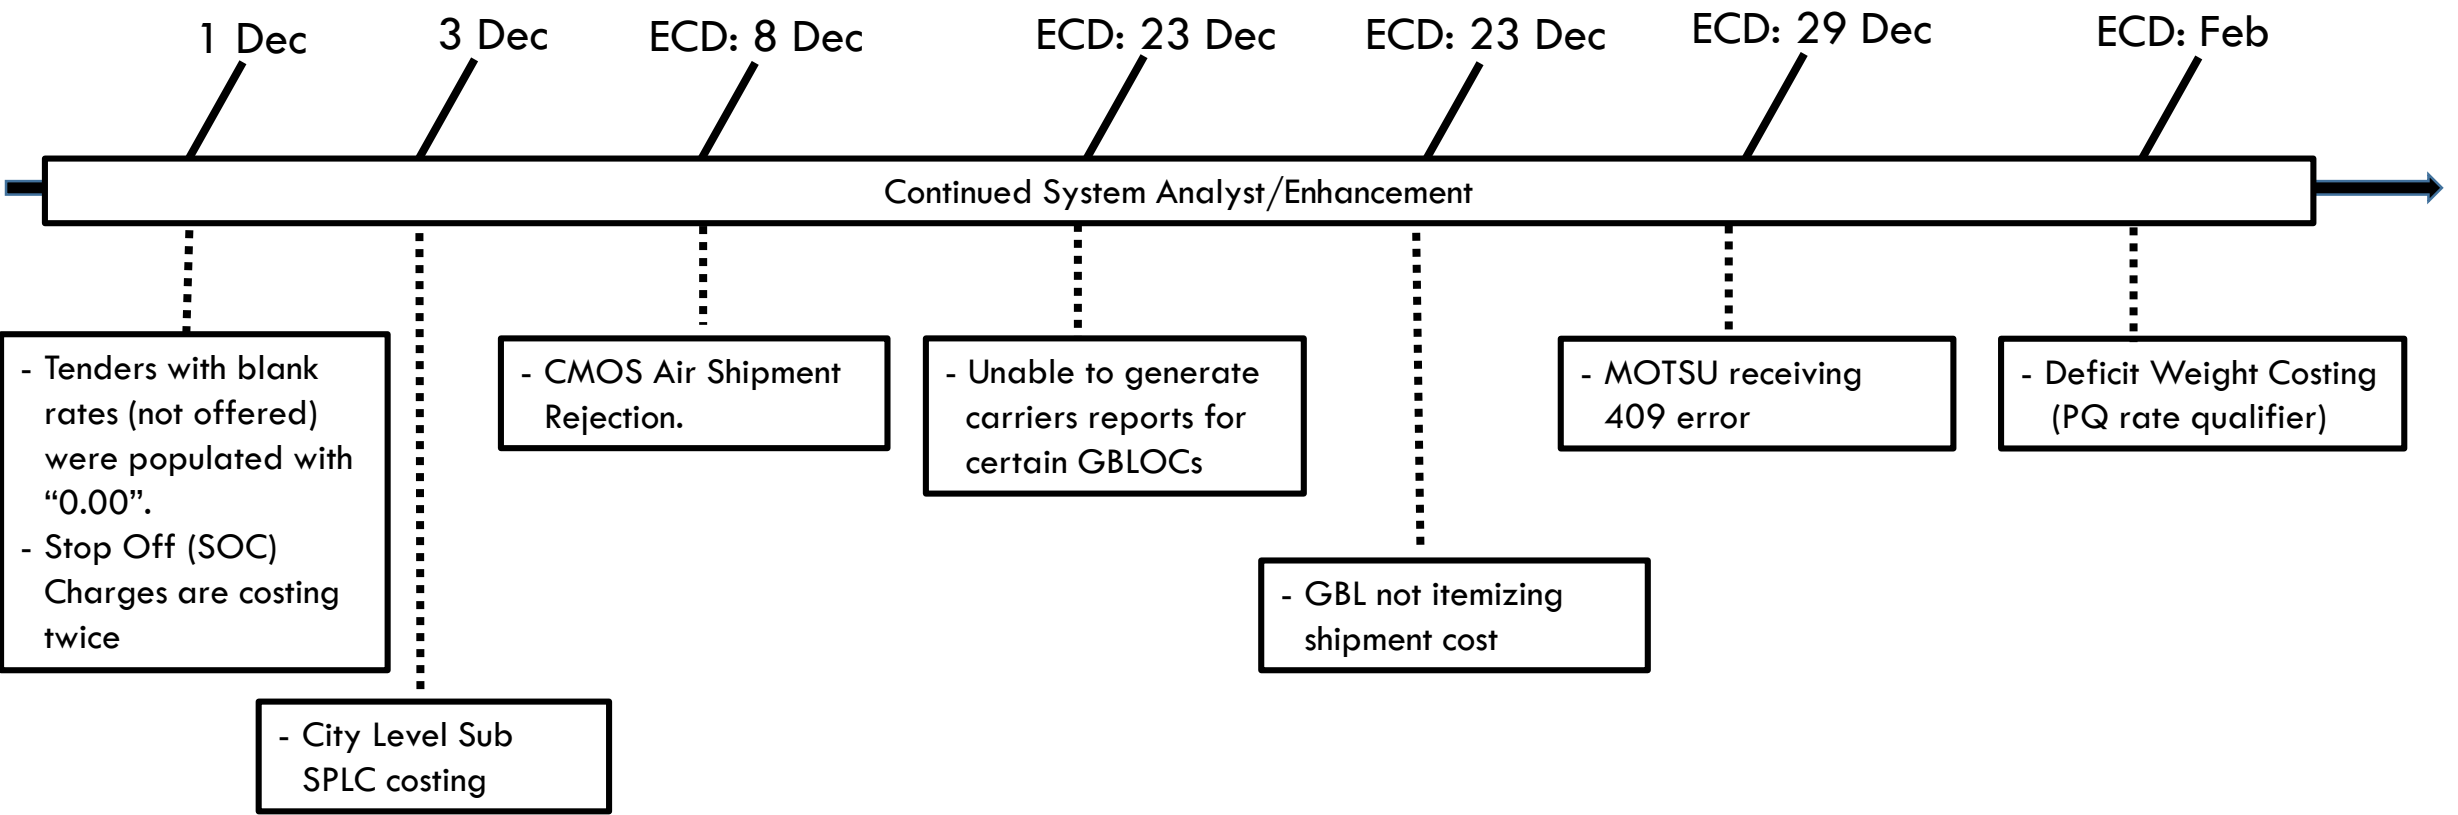 1 Dec
3 Dec
ECD: 8 Dec
ECD: 23 Dec
ECD: 23 Dec
ECD: 29 Dec
ECD: Feb
Continued System Analyst/Enhancement
- Tenders with blank
rates (not offered)
were populated with
“0.00”.
- Stop Off (SOC)
Charges are costing
twice
- City Level Sub
SPLC costing
- CMOS Air Shipment
Rejection.
- Unable to generate
carriers reports for
certain GBLOCs
- GBL not itemizing
shipment cost
- MOTSU receiving
409 error
- Deficit Weight Costing
(PQ rate qualifier)